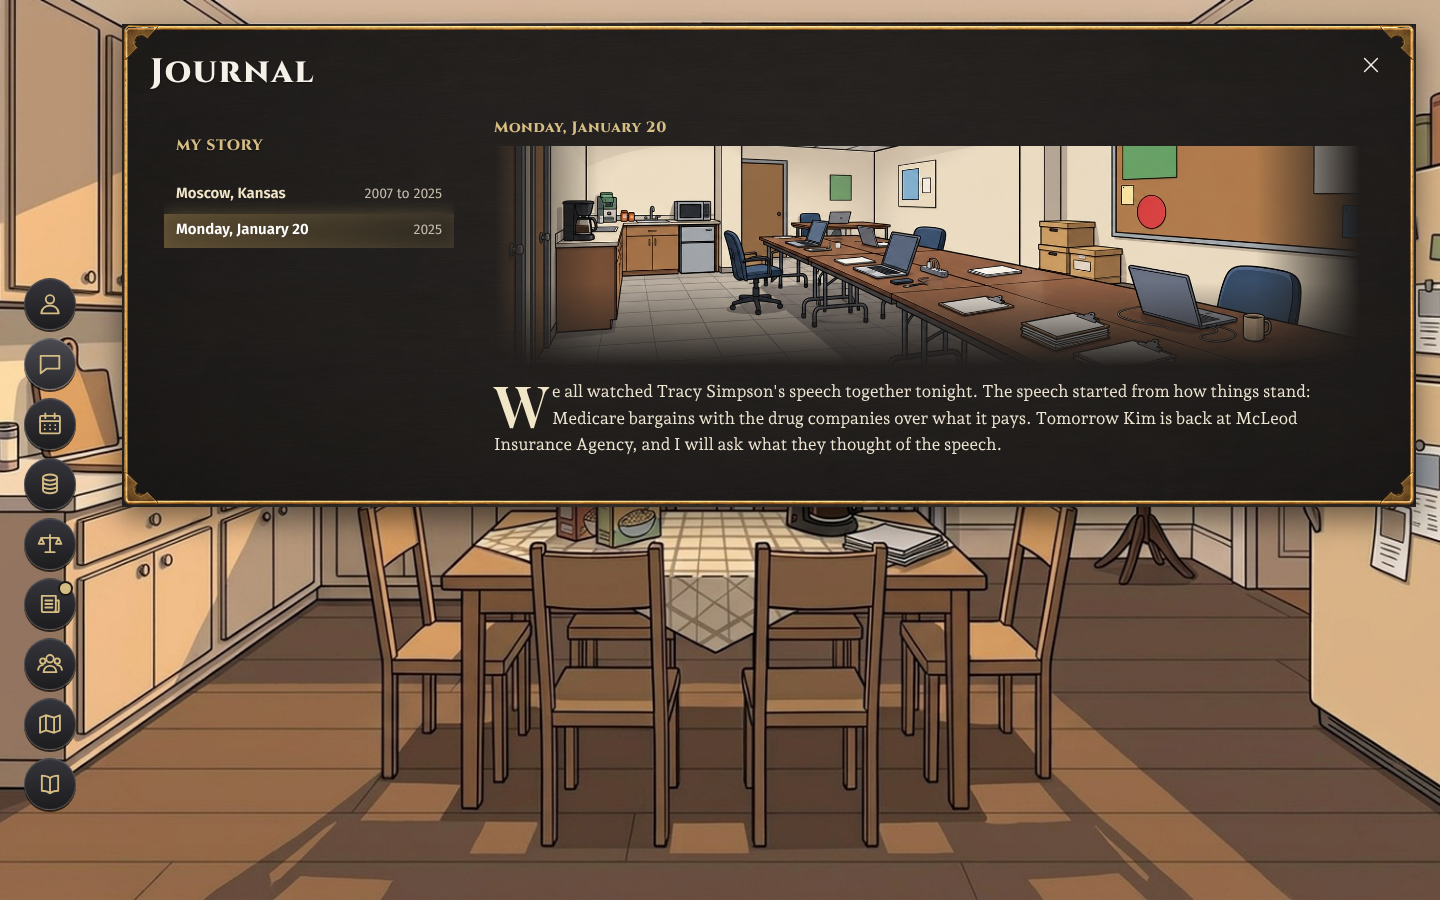 Journal
MY STORY
Moscow, Kansas 2007 to 2025
Monday, January 20 2025
Monday, January 20
We all watched Tracy Simpson's speech together tonight. The speech started from how things stand:
Medicare bargains with the drug companies over what it pays. Tomorrow Kim is back at McLeod
Insurance Agency, and I will ask what they thought of the speech.